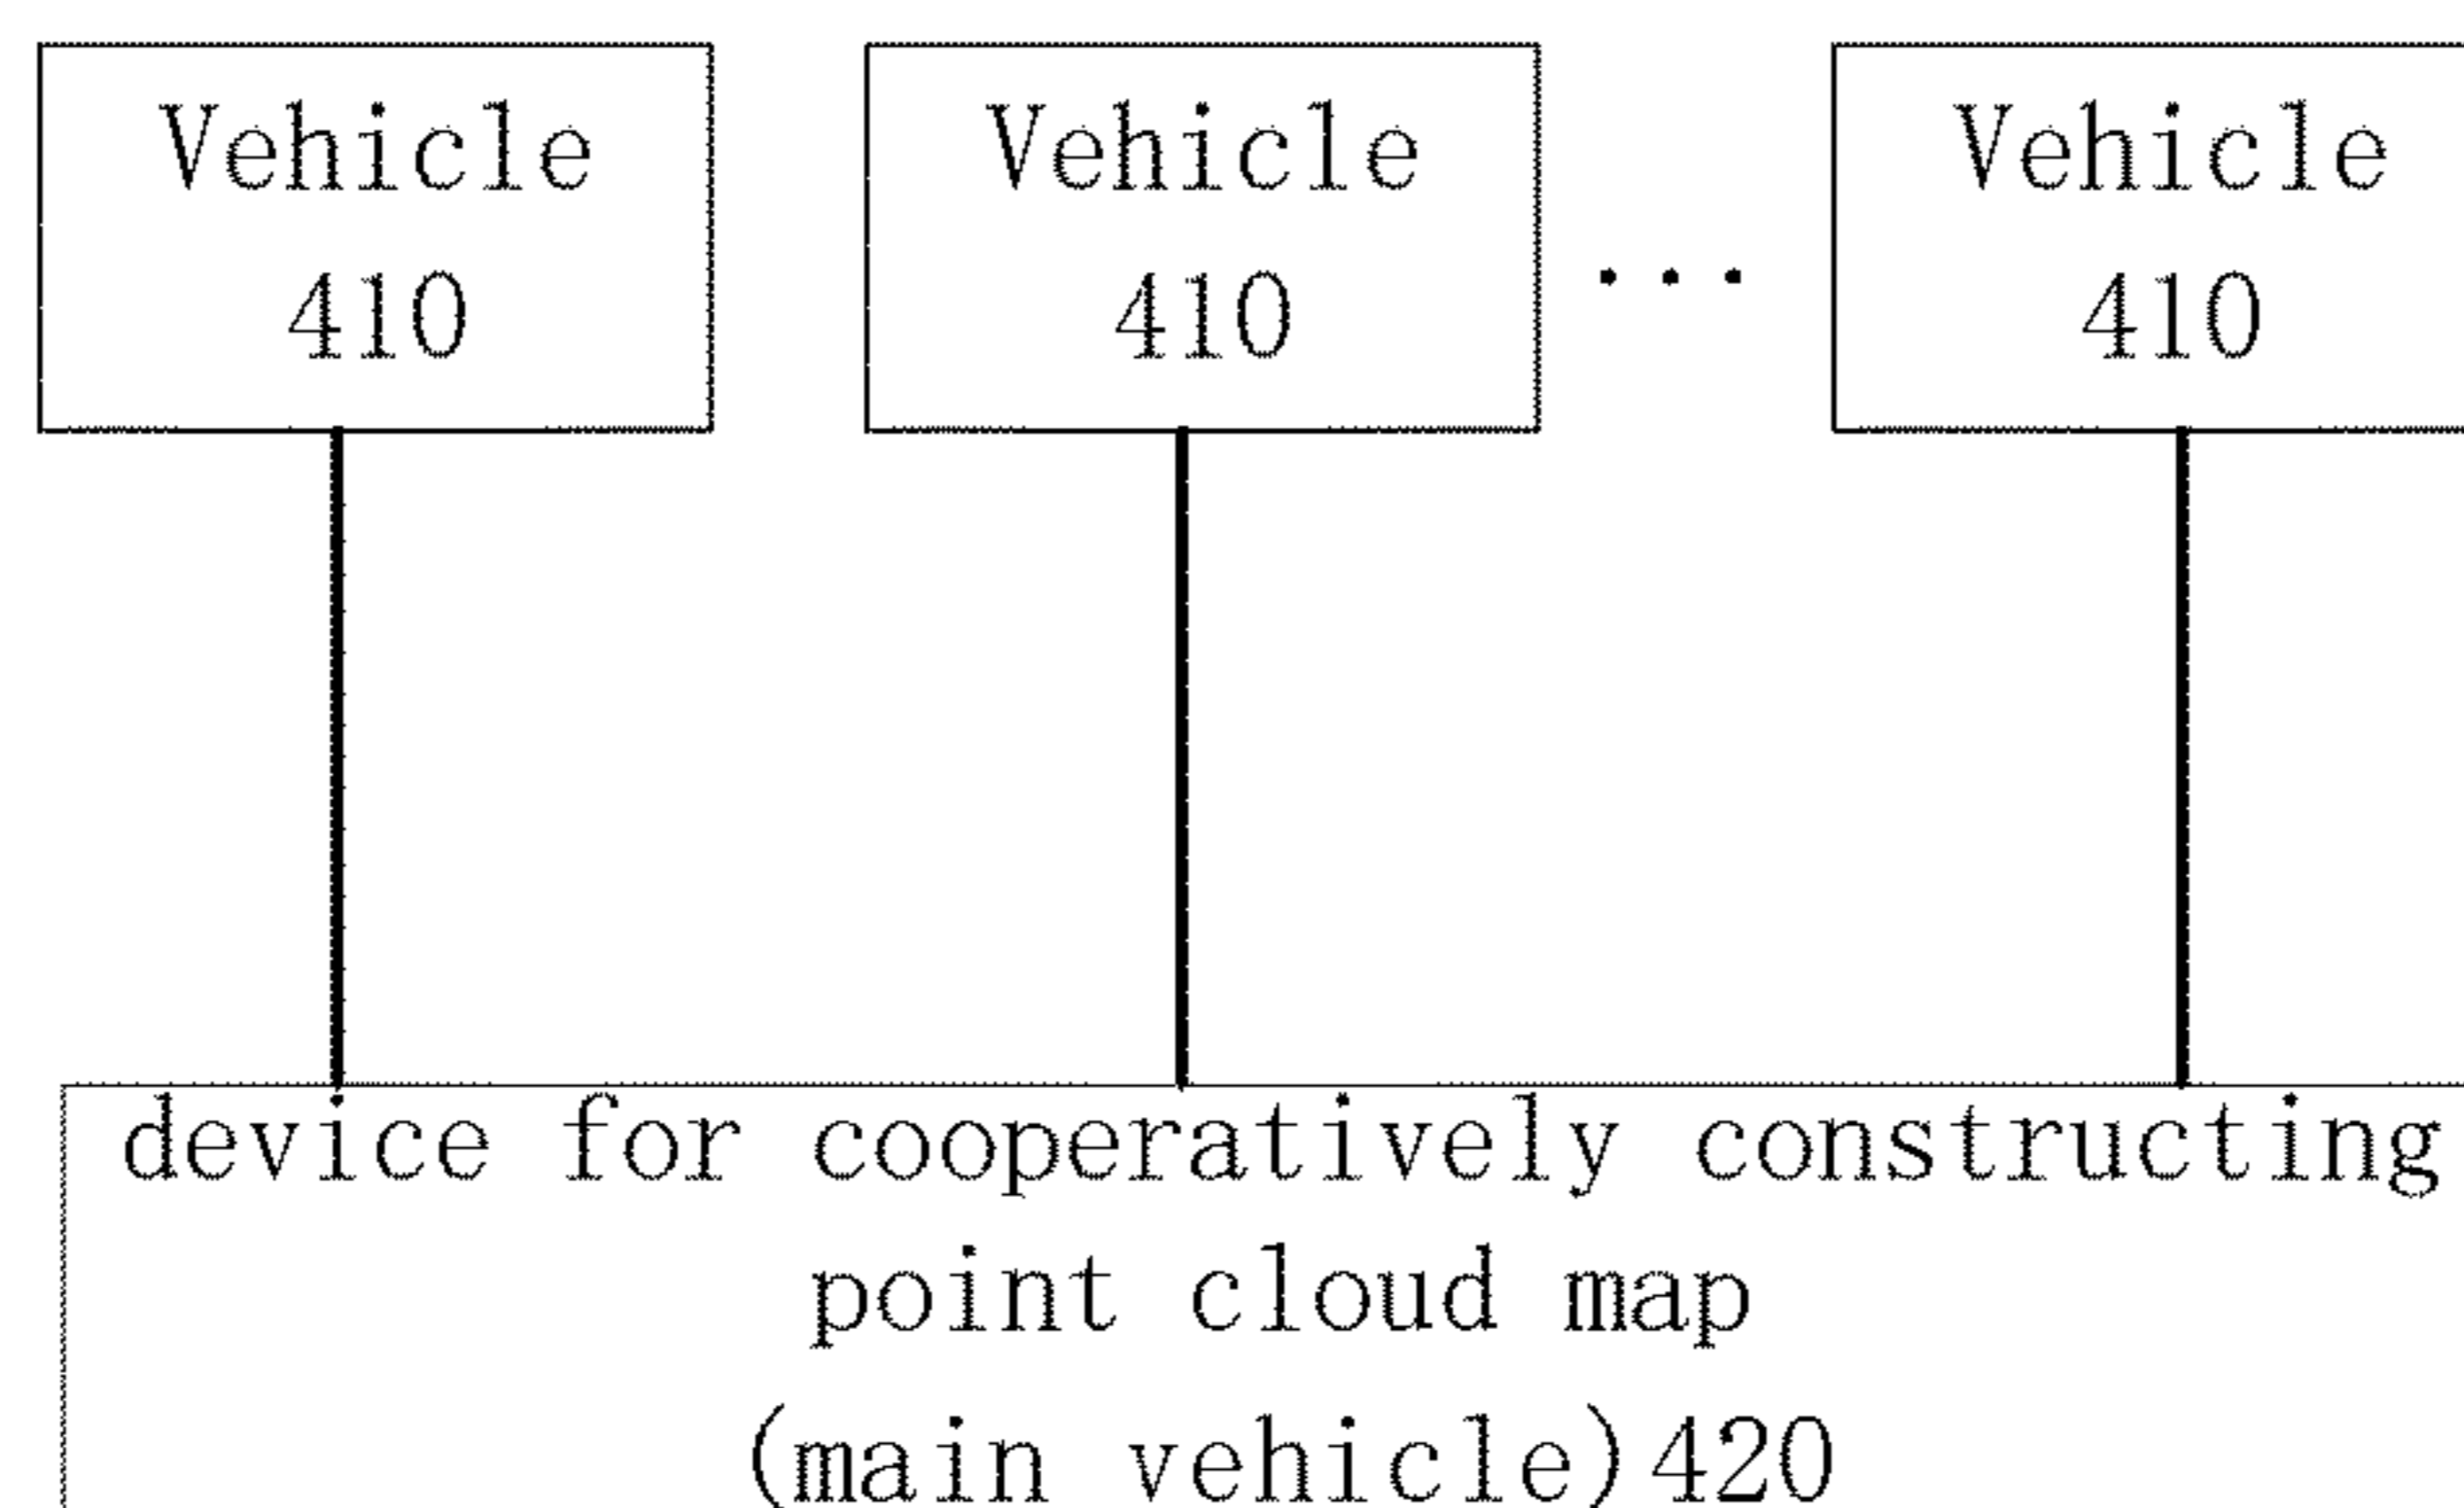 Vehicle
410
Vehicle
410
...
Vehicle
410
device for cooperatively constructing
point cloud map
(main vehicle)420